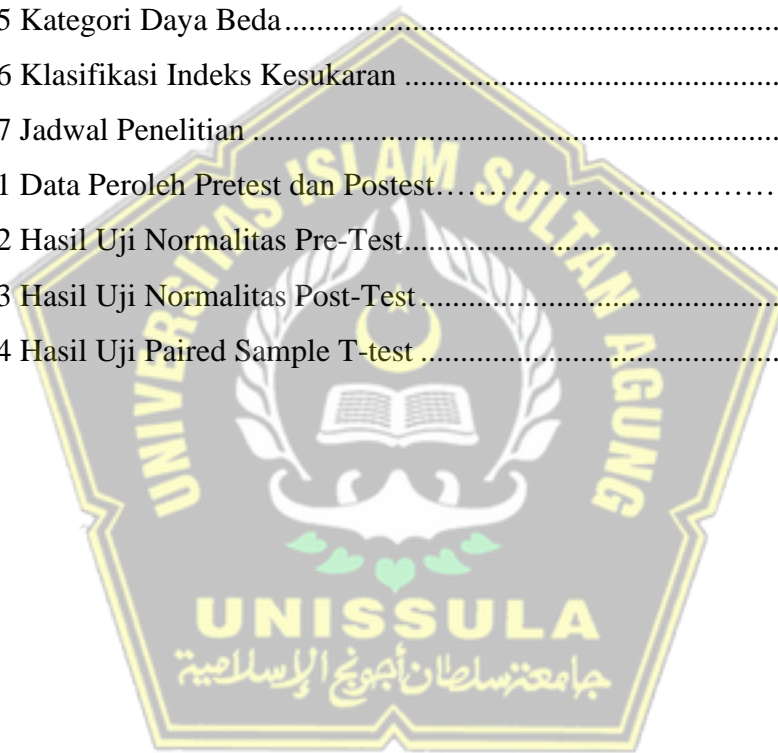 5 Kategori Daya Beda.......................................................................
6 Klasifikasi Indeks Kesukaran .......................................................
7 Jadwal Penelitian ..........................................................................
1 Data Peroleh Pretest dan Postest……………………………
2 Hasil Uji Normalitas Pre-Test.......................................................
3 Hasil Uji Normalitas Post-Test .....................................................
4 Hasil Uji Paired Sample T-test .....................................................
UNIVERSITAS ISLAM SULTAN AGUNG
UNISSULA
جامعة سلطان أجونج الإسلامية